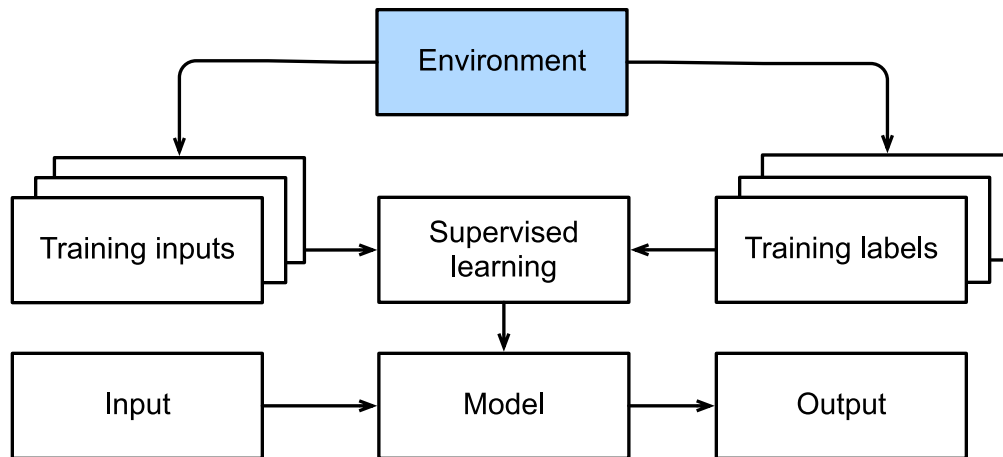 Environment
Training inputs
Supervised
learning
Training labels
Input
Model
Output